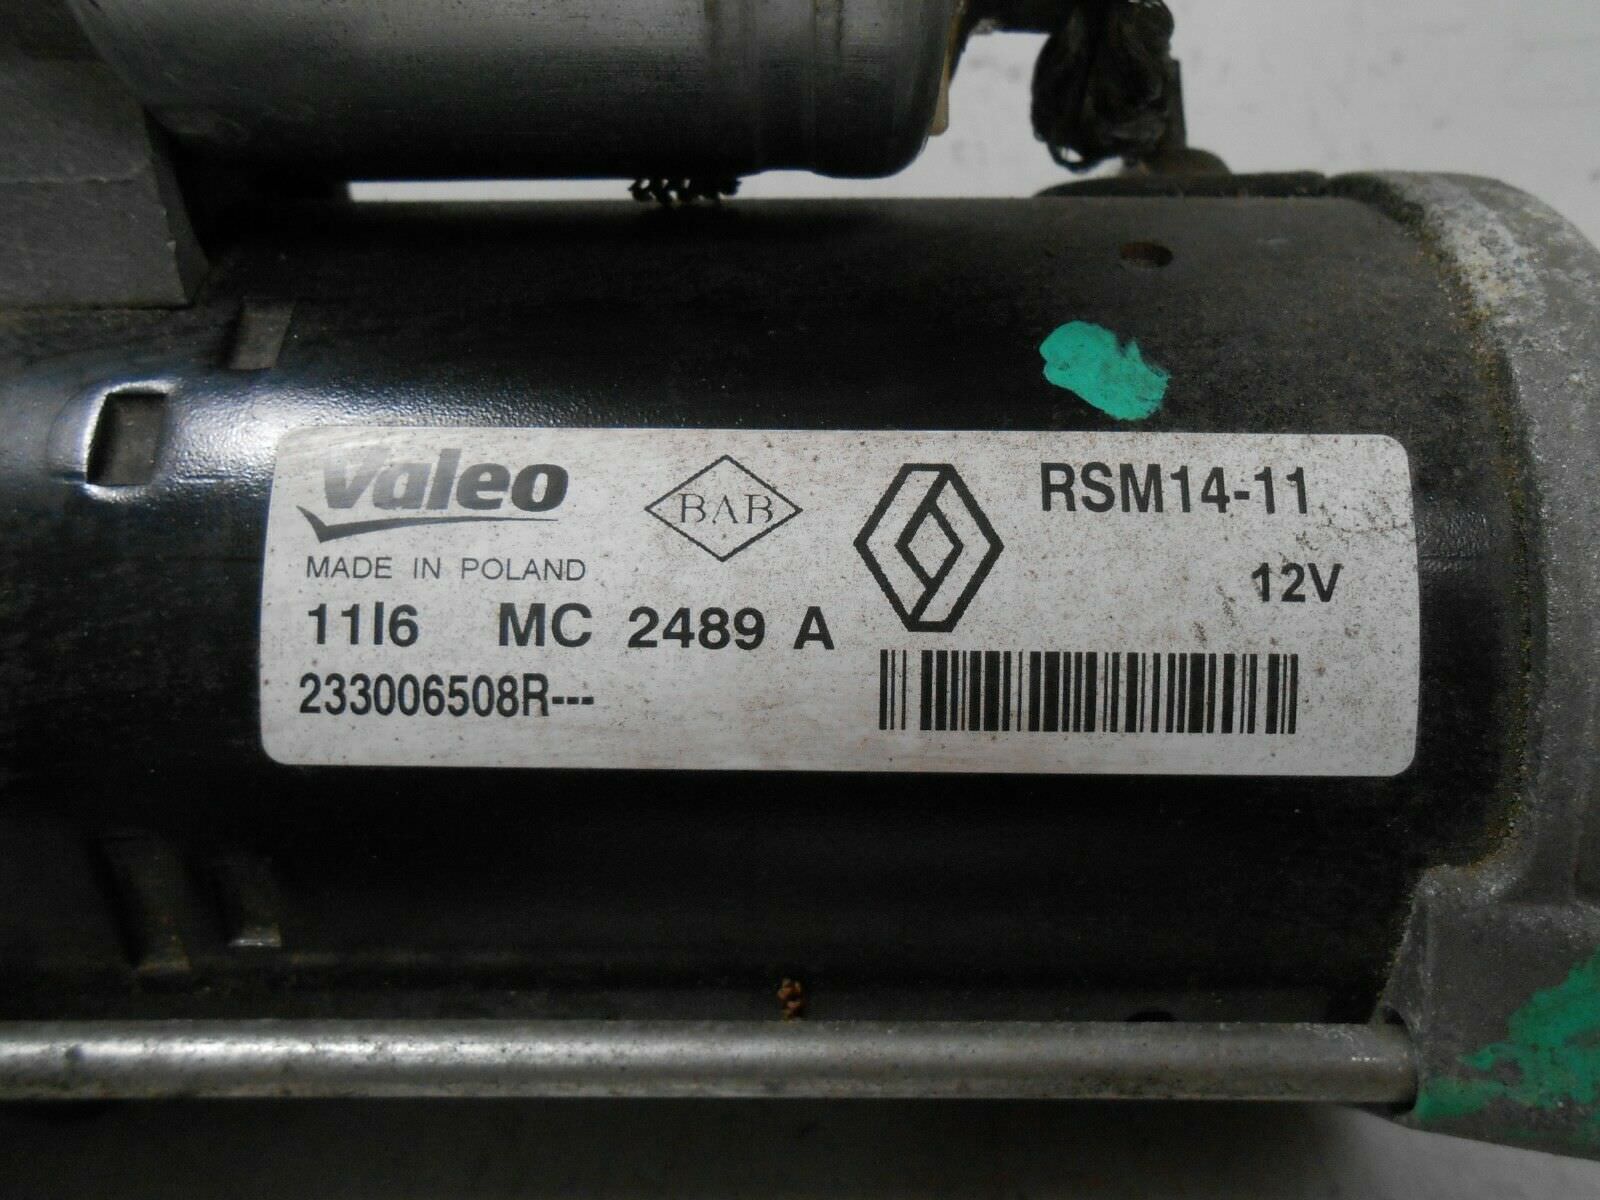 Valeo
MADE IN POLAND
BAB
RSM14-11
12V
11I6 MC 2489 A
233006508R---